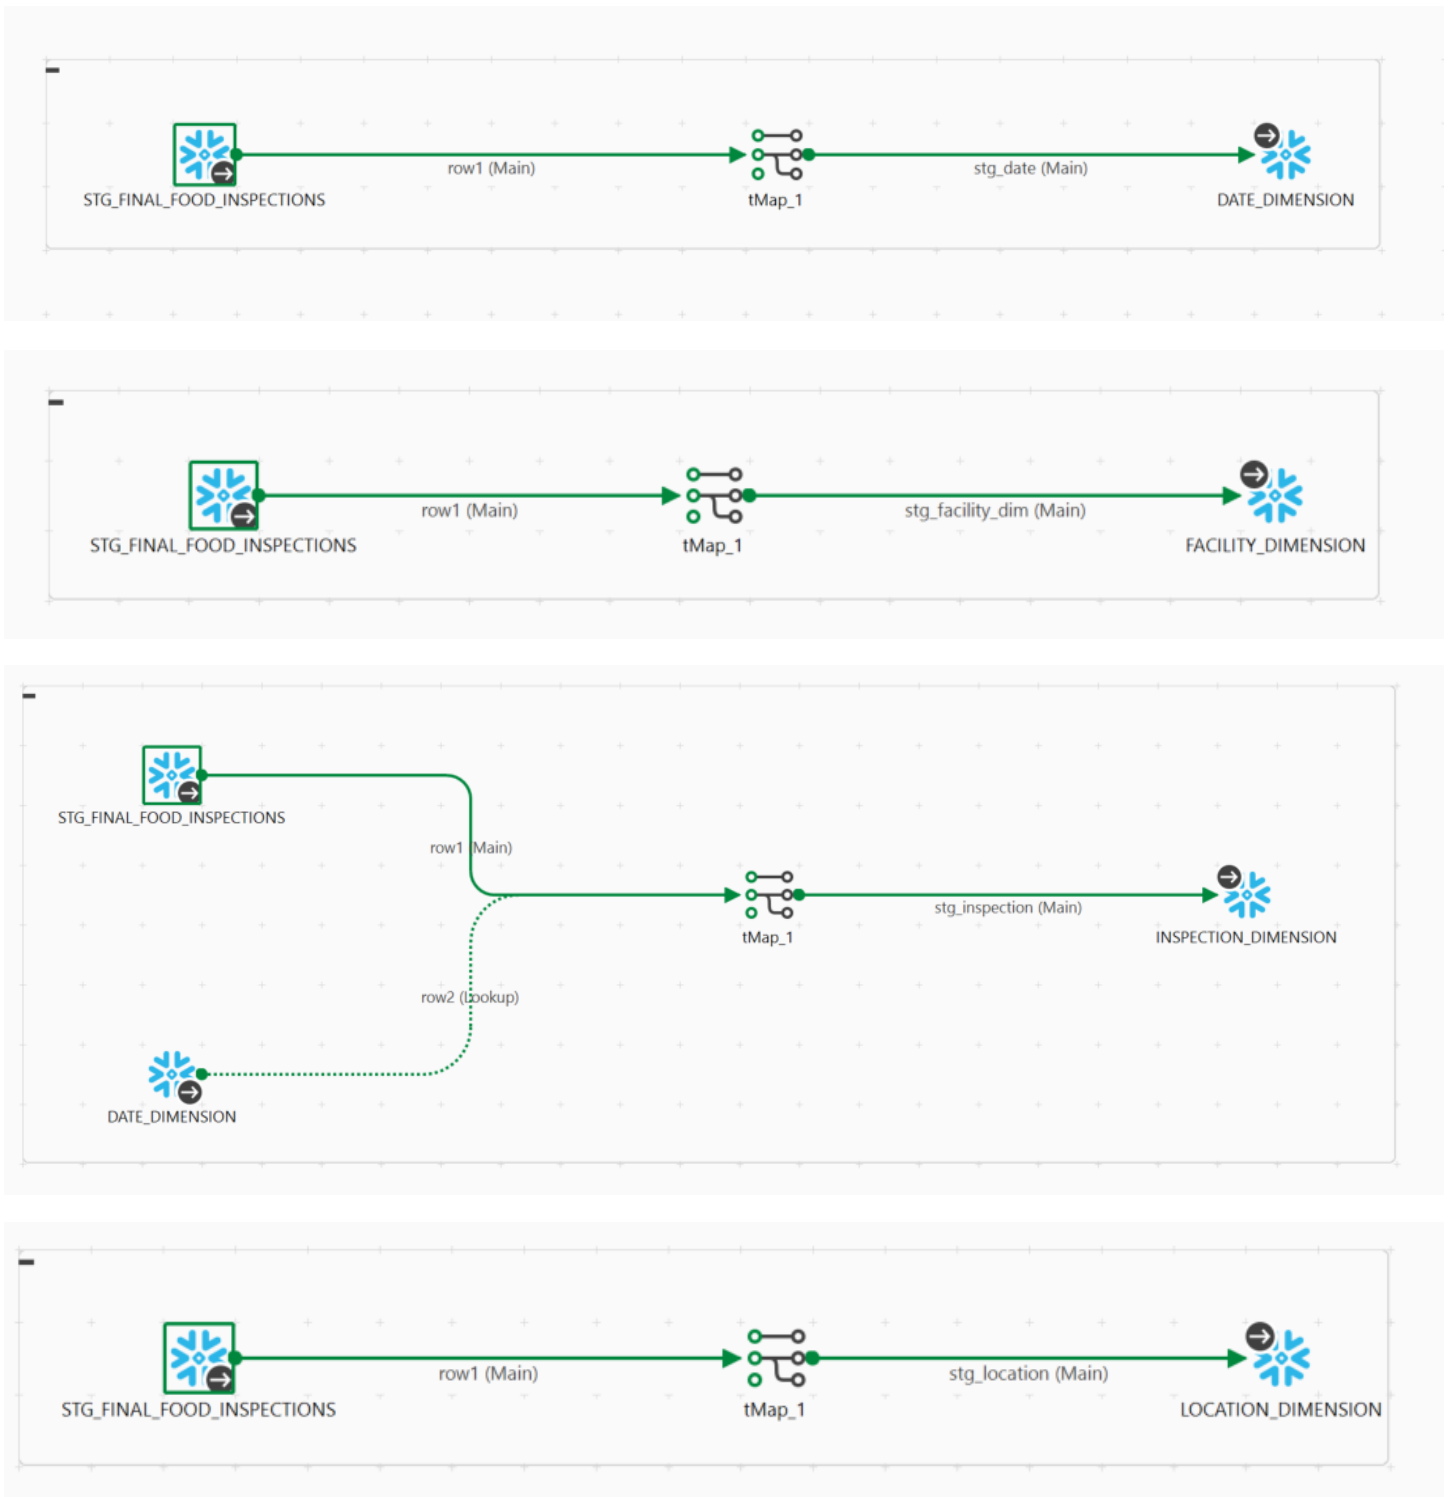 row1 (Main)
stg_date (Main)
STG_FINAL_FOOD_INSPECTIONS
tMap_1
DATE_DIMENSION
row1 (Main)
stg_facility_dim (Main)
STG_FINAL_FOOD_INSPECTIONS
tMap_1
FACILITY_DIMENSION
STG_FINAL_FOOD_INSPECTIONS
row1 (Main)
stg_inspection (Main)
tMap_1
INSPECTION_DIMENSION
row2 (Lookup)
DATE_DIMENSION
row1 (Main)
stg_location (Main)
STG_FINAL_FOOD_INSPECTIONS
tMap_1
LOCATION_DIMENSION